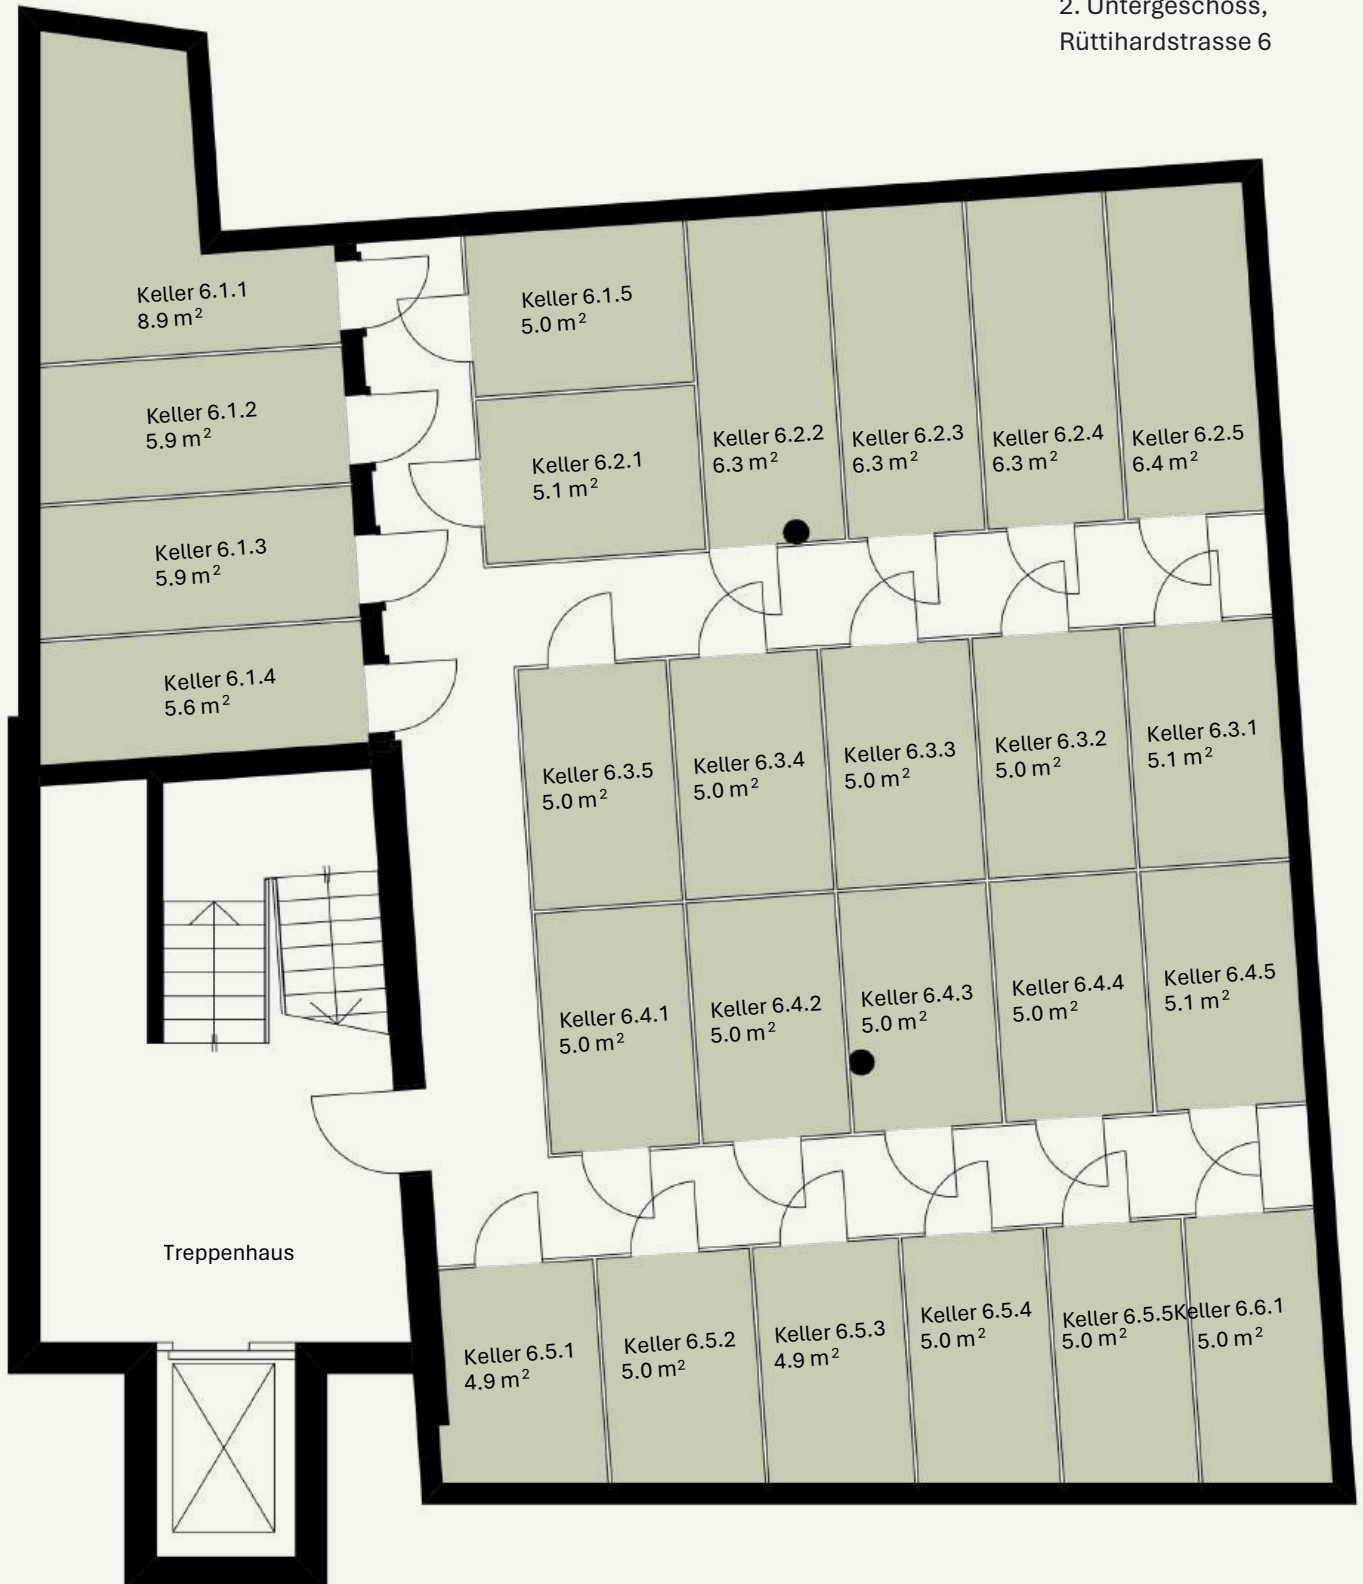 2. Untergeschoss,
Rüttihardstrasse 6
Keller 6.1.1
8.9 m²
Keller 6.1.5
5.0 m²
Keller 6.1.2
5.9 m²
Keller 6.2.1
5.1 m²
Keller 6.2.2
6.3 m²
Keller 6.2.3
6.3 m²
Keller 6.2.4
6.3 m²
Keller 6.2.5
6.4 m²
Keller 6.1.3
5.9 m²
Keller 6.1.4
5.6 m²
Keller 6.3.5
5.0 m²
Keller 6.3.4
5.0 m²
Keller 6.3.3
5.0 m²
Keller 6.3.2
5.0 m²
Keller 6.3.1
5.1 m²
Keller 6.4.1
5.0 m²
Keller 6.4.2
5.0 m²
Keller 6.4.3
5.0 m²
Keller 6.4.4
5.0 m²
Keller 6.4.5
5.1 m²
Treppenhaus
Keller 6.5.1
4.9 m²
Keller 6.5.2
5.0 m²
Keller 6.5.3
4.9 m²
Keller 6.5.4
5.0 m²
Keller 6.5.5
5.0 m²
Keller 6.6.1
5.0 m²